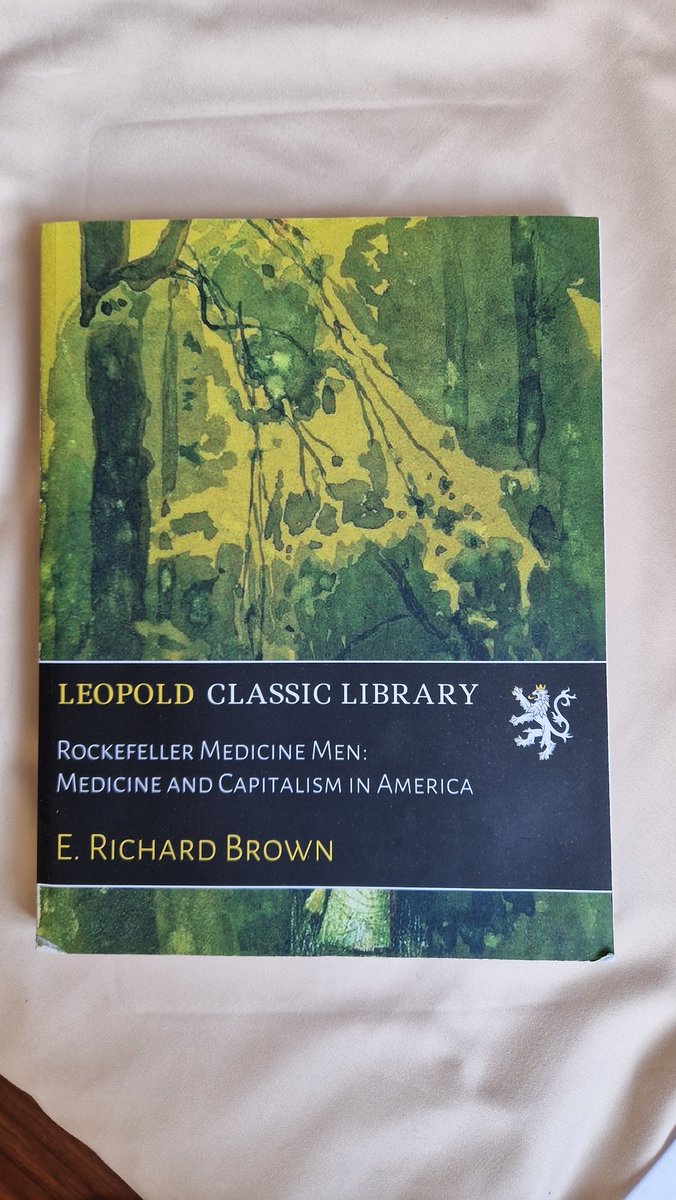 LEOPOLD CLASSIC LIBRARY
ROCKEFELLER MEDICINE MEN:
MEDICINE AND CAPITALISM IN AMERICA
E. RICHARD BROWN